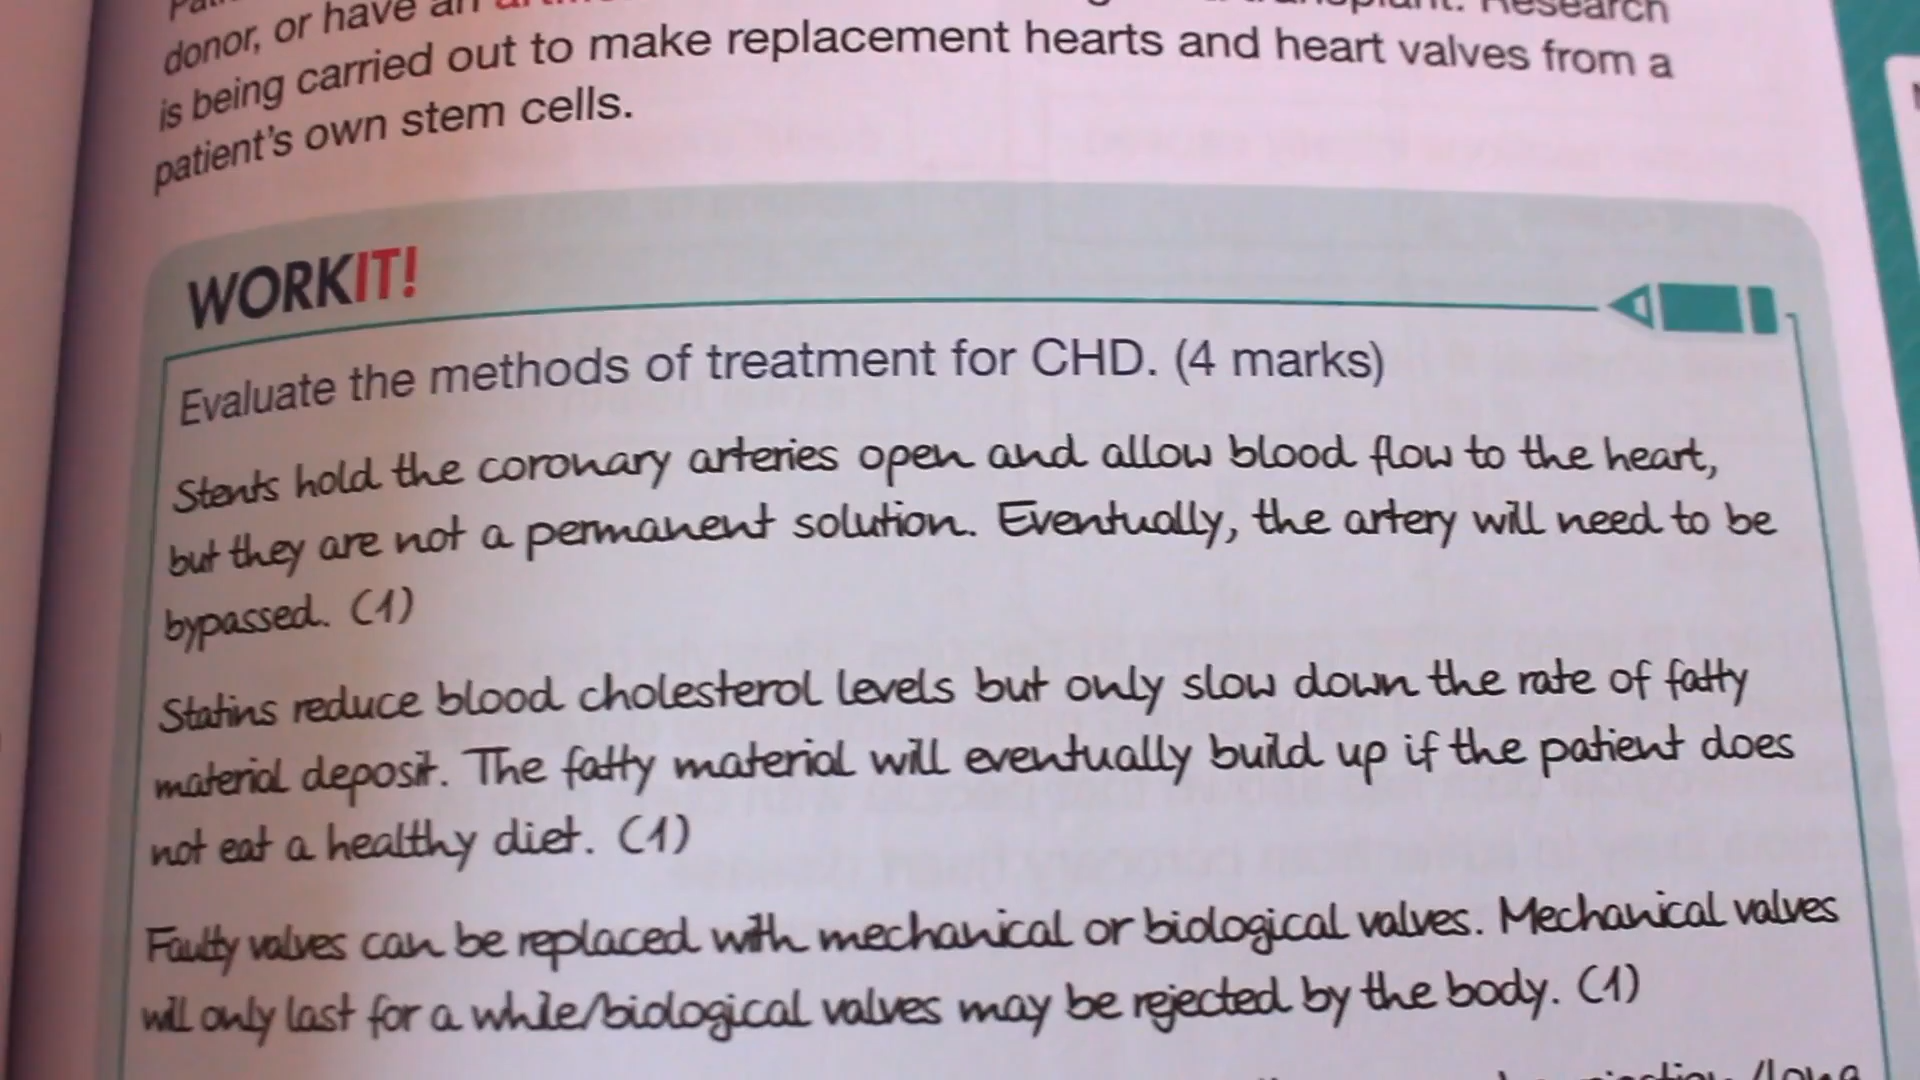 donor, or have an
transplant. Research
is being carried out to make replacement hearts and heart valves from a
patient's own stem cells.
WORKIT!
Evaluate the methods of treatment for CHD. (4 marks)
Stents hold the coronary arteries open and allow blood flow to the heart,
but they are not a permanent solution. Eventually, the artery will need to be
bypassed. (1)
Statins reduce blood cholesterol levels but only slow down the rate of fatty
material deposit. The fatty material will eventually build up if the patient does
not eat a healthy diet. (1)
Faulty valves can be replaced with mechanical or biological valves. Mechanical valves
will only last for a while/biological valves may be rejected by the body. (1)